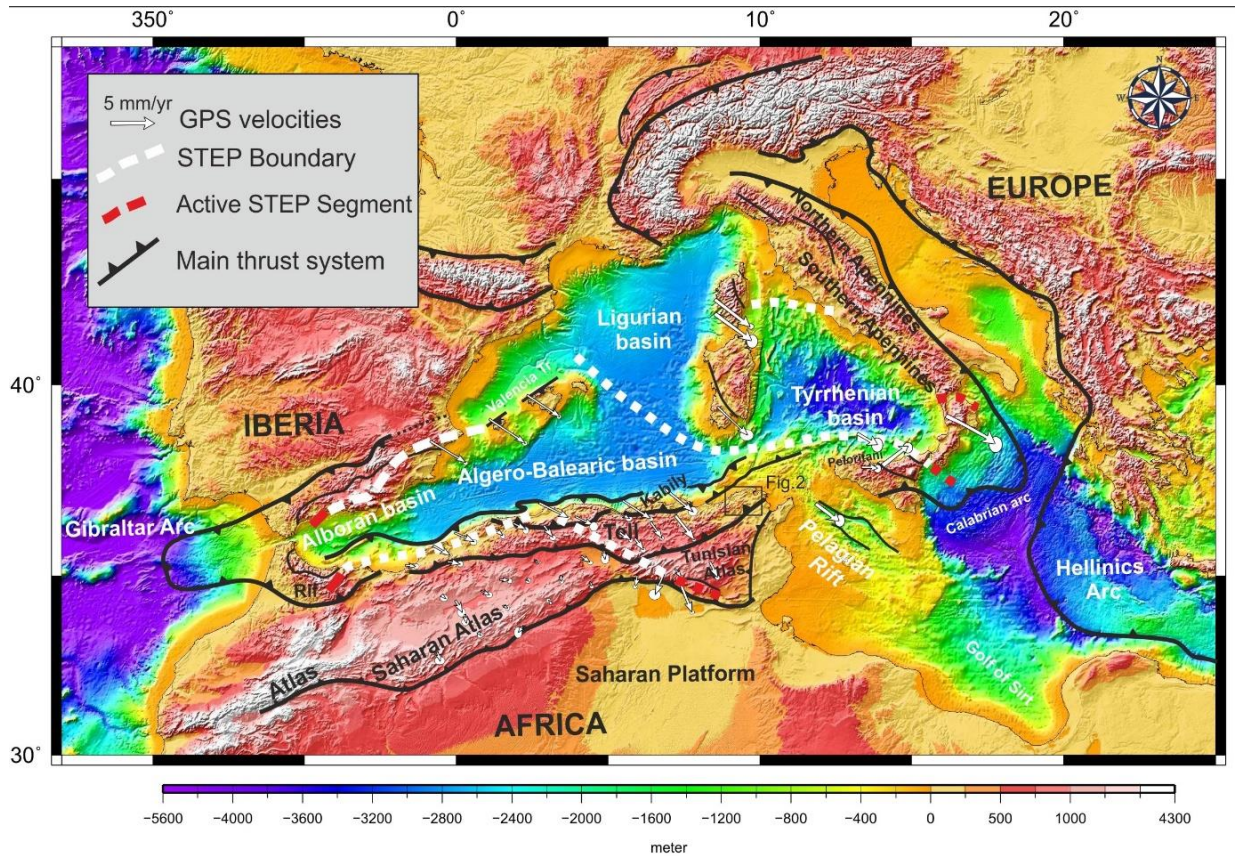 350°
0°
10°
20°
5 mm/yr
GPS velocities
STEP Boundary
Active STEP Segment
Main thrust system
N
W
E
S
EUROPE
Northern Apennines
Southern Apennines
Ligurian
basin
40°
Valencia Tr
Tyrrhenian
basin
IBERIA
Algero-Balearic basin
Peloritani
Fig.2
Kabily
Gibraltar Arc
Alboran basin
Calabrian arc
Tell
Tunisian
Atlas
Pelagian
Rift
Hellinics
Arc
Rif
Saharan Atlas
Atlas
Saharan Platform
Golf of Sirt
AFRICA
30°
−5600 −4000 −3600 −3200 −2800 −2400 −2000 −1600 −1200 −800 −400 0 500 1000 4300
meter